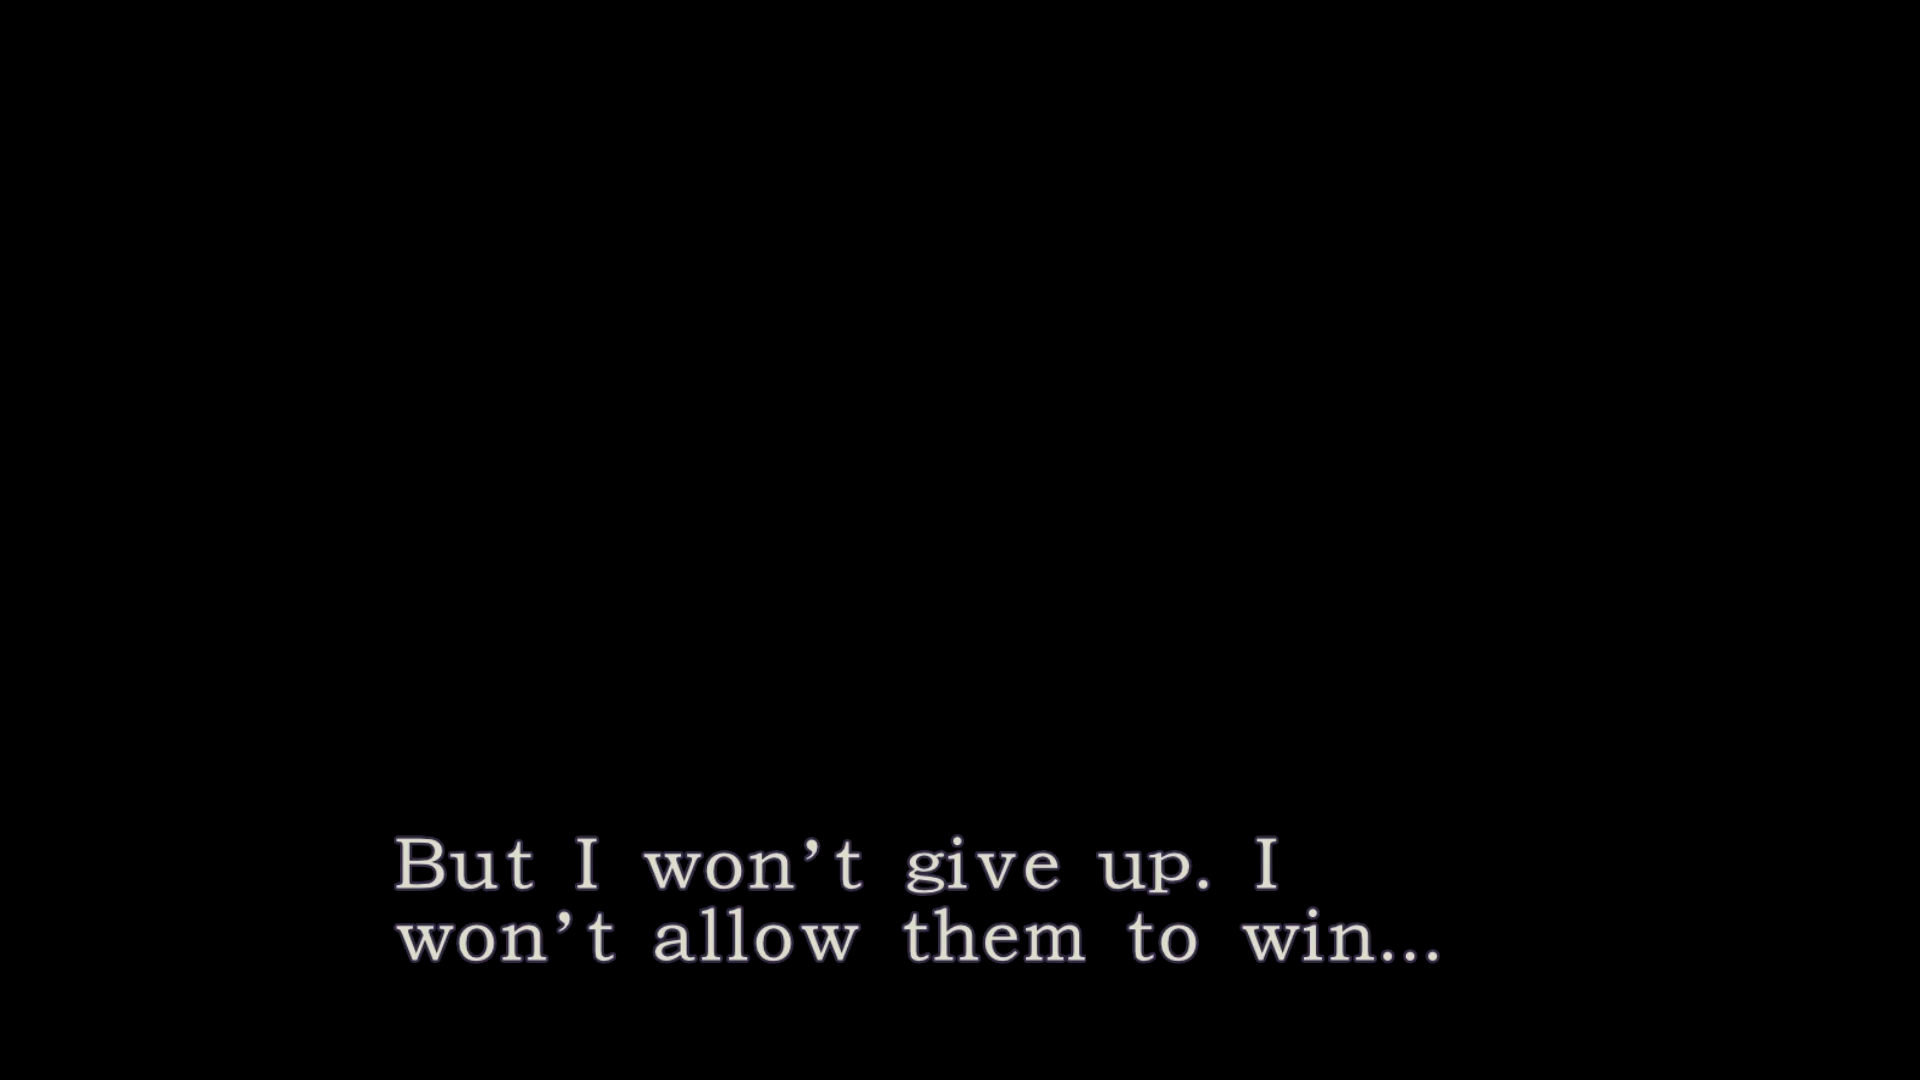 But I won’t give up. I
won’t allow them to win...